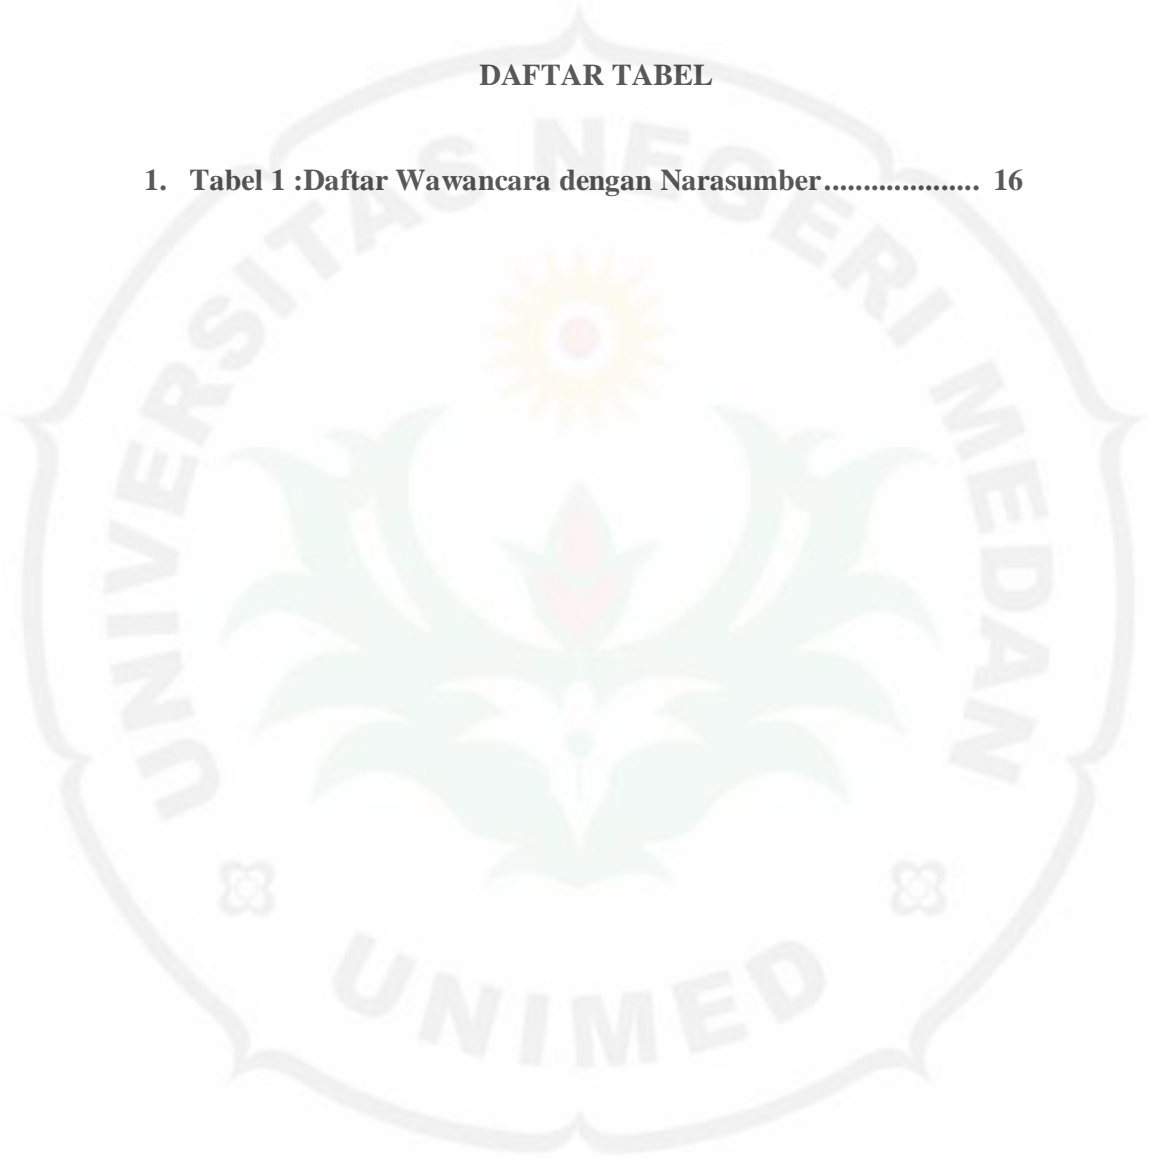 DAFTAR TABEL
1. Tabel 1 :Daftar Wawancara dengan Narasumber.................... 16
UNIVERSITAS NEGERI MEDAN
UNIMED